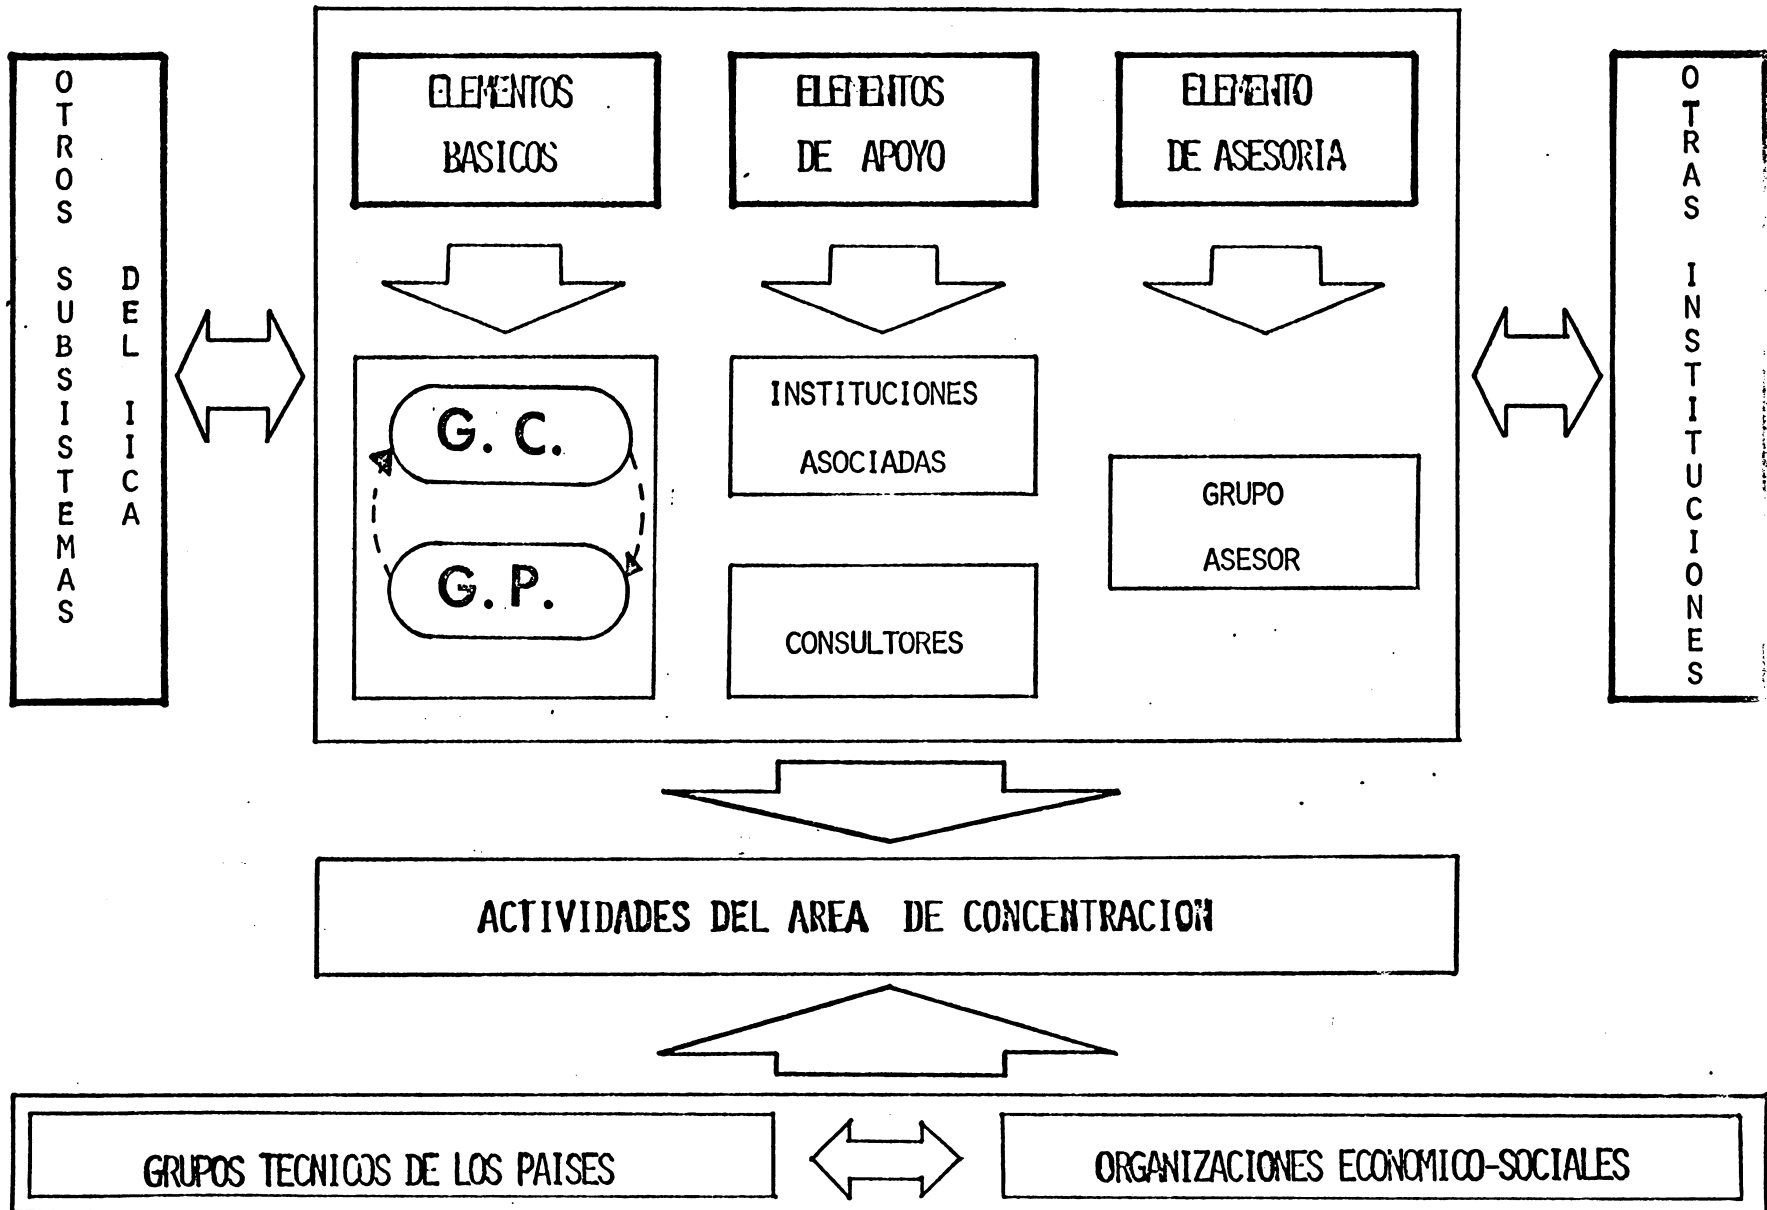 OTROS SUBSISTEMAS
DEL IICA
ELEMENTOS
BASICOS
ELEMENTOS
DE APOYO
ELEMENTO
DE ASESORIA
G. C.
G. P.
INSTITUCIONES
ASOCIADAS
CONSULTORES
GRUPO
ASESOR
OTRAS INSTITUCIONES
ACTIVIDADES DEL AREA DE CONCENTRACION
GRUPOS TECNICOS DE LOS PAISES
ORGANIZACIONES ECONOMICO-SOCIALES